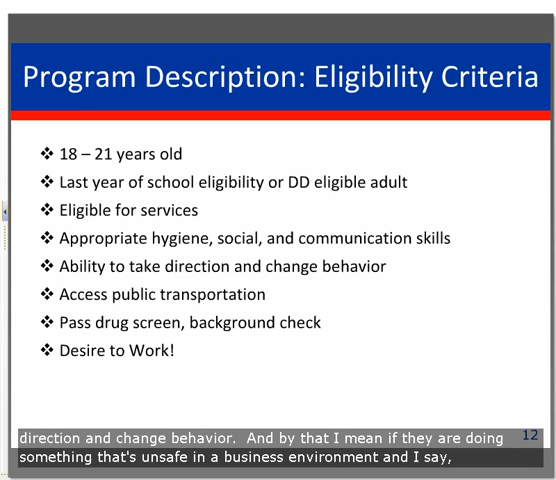 Program Description: Eligibility Criteria
❖ 18 – 21 years old
❖ Last year of school eligibility or DD eligible adult
❖ Eligible for services
❖ Appropriate hygiene, social, and communication skills
❖ Ability to take direction and change behavior
❖ Access public transportation
❖ Pass drug screen, background check
❖ Desire to Work!
12
direction and change behavior.  And by that I mean if they are doing
something that's unsafe in a business environment and I say,